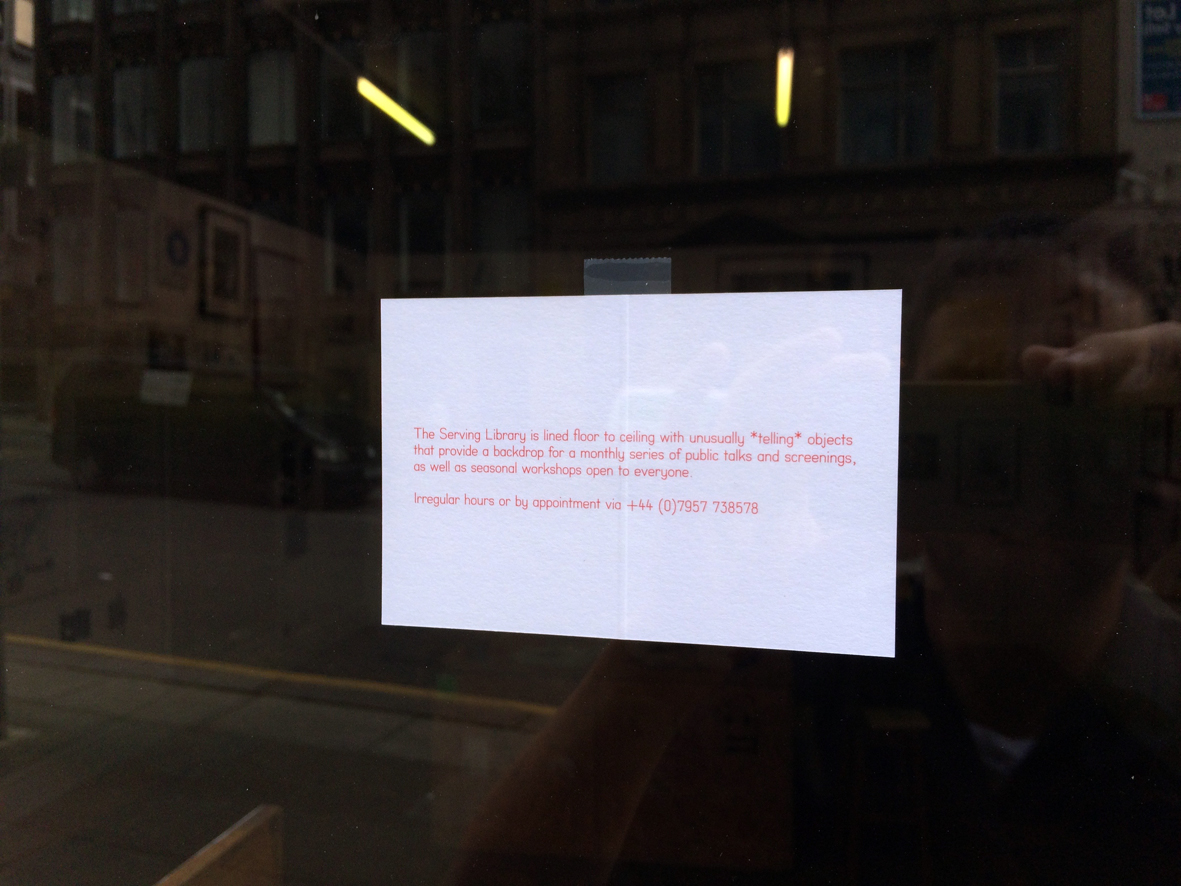 The Serving Library is lined floor to ceiling with unusually *telling* objects
that provide a backdrop for a monthly series of public talks and screenings,
as well as seasonal workshops open to everyone.
Irregular hours or by appointment via +44 (0)7957 738578
Let